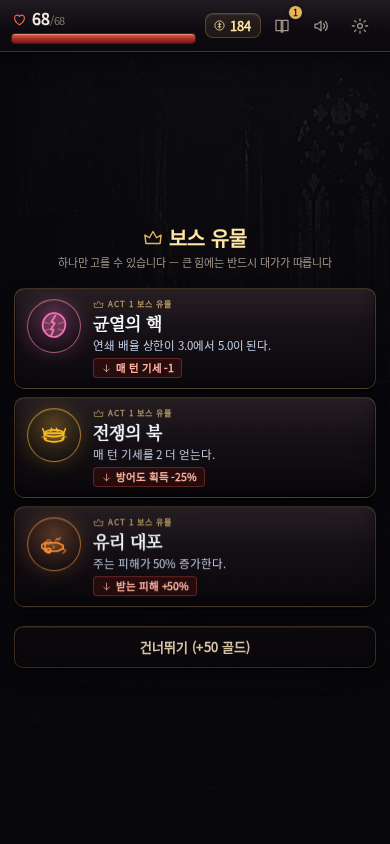 68/68
184
1
보스 유물
하나만 고를 수 있습니다 — 큰 힘에는 반드시 대가가 따릅니다
ACT 1 보스 유물
균열의 핵
연쇄 배율 상한이 3.0에서 5.0이 된다.
↓ 매 턴 기세 -1
ACT 1 보스 유물
전쟁의 북
매 턴 기세를 2 더 얻는다.
↓ 방어도 획득 -25%
ACT 1 보스 유물
유리 대포
주는 피해가 50% 증가한다.
↓ 받는 피해 +50%
건너뛰기 (+50 골드)